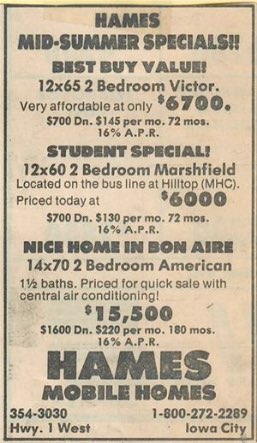 HAMES
MID-SUMMER SPECIALS!!
BEST BUY VALUE!
12x65 2 Bedroom Victor.
Very affordable at only $6700.
$700 Dn. $145 per mo. 72 mos.
16% A.P.R.
STUDENT SPECIAL!
12x60 2 Bedroom Marshfield
Located on the bus line at Hilltop (MHC).
Priced today at $6000
$700 Dn. $130 per mo. 72 mos.
16% A.P.R.
NICE HOME IN BON AIRE
14x70 2 Bedroom American
1½ baths. Priced for quick sale with
central air conditioning!
$15,500
$1600 Dn. $220 per mo. 180 mos.
16% A.P.R.
HAMES
MOBILE HOMES
354-3030 1-800-272-2289
Hwy. 1 West Iowa City